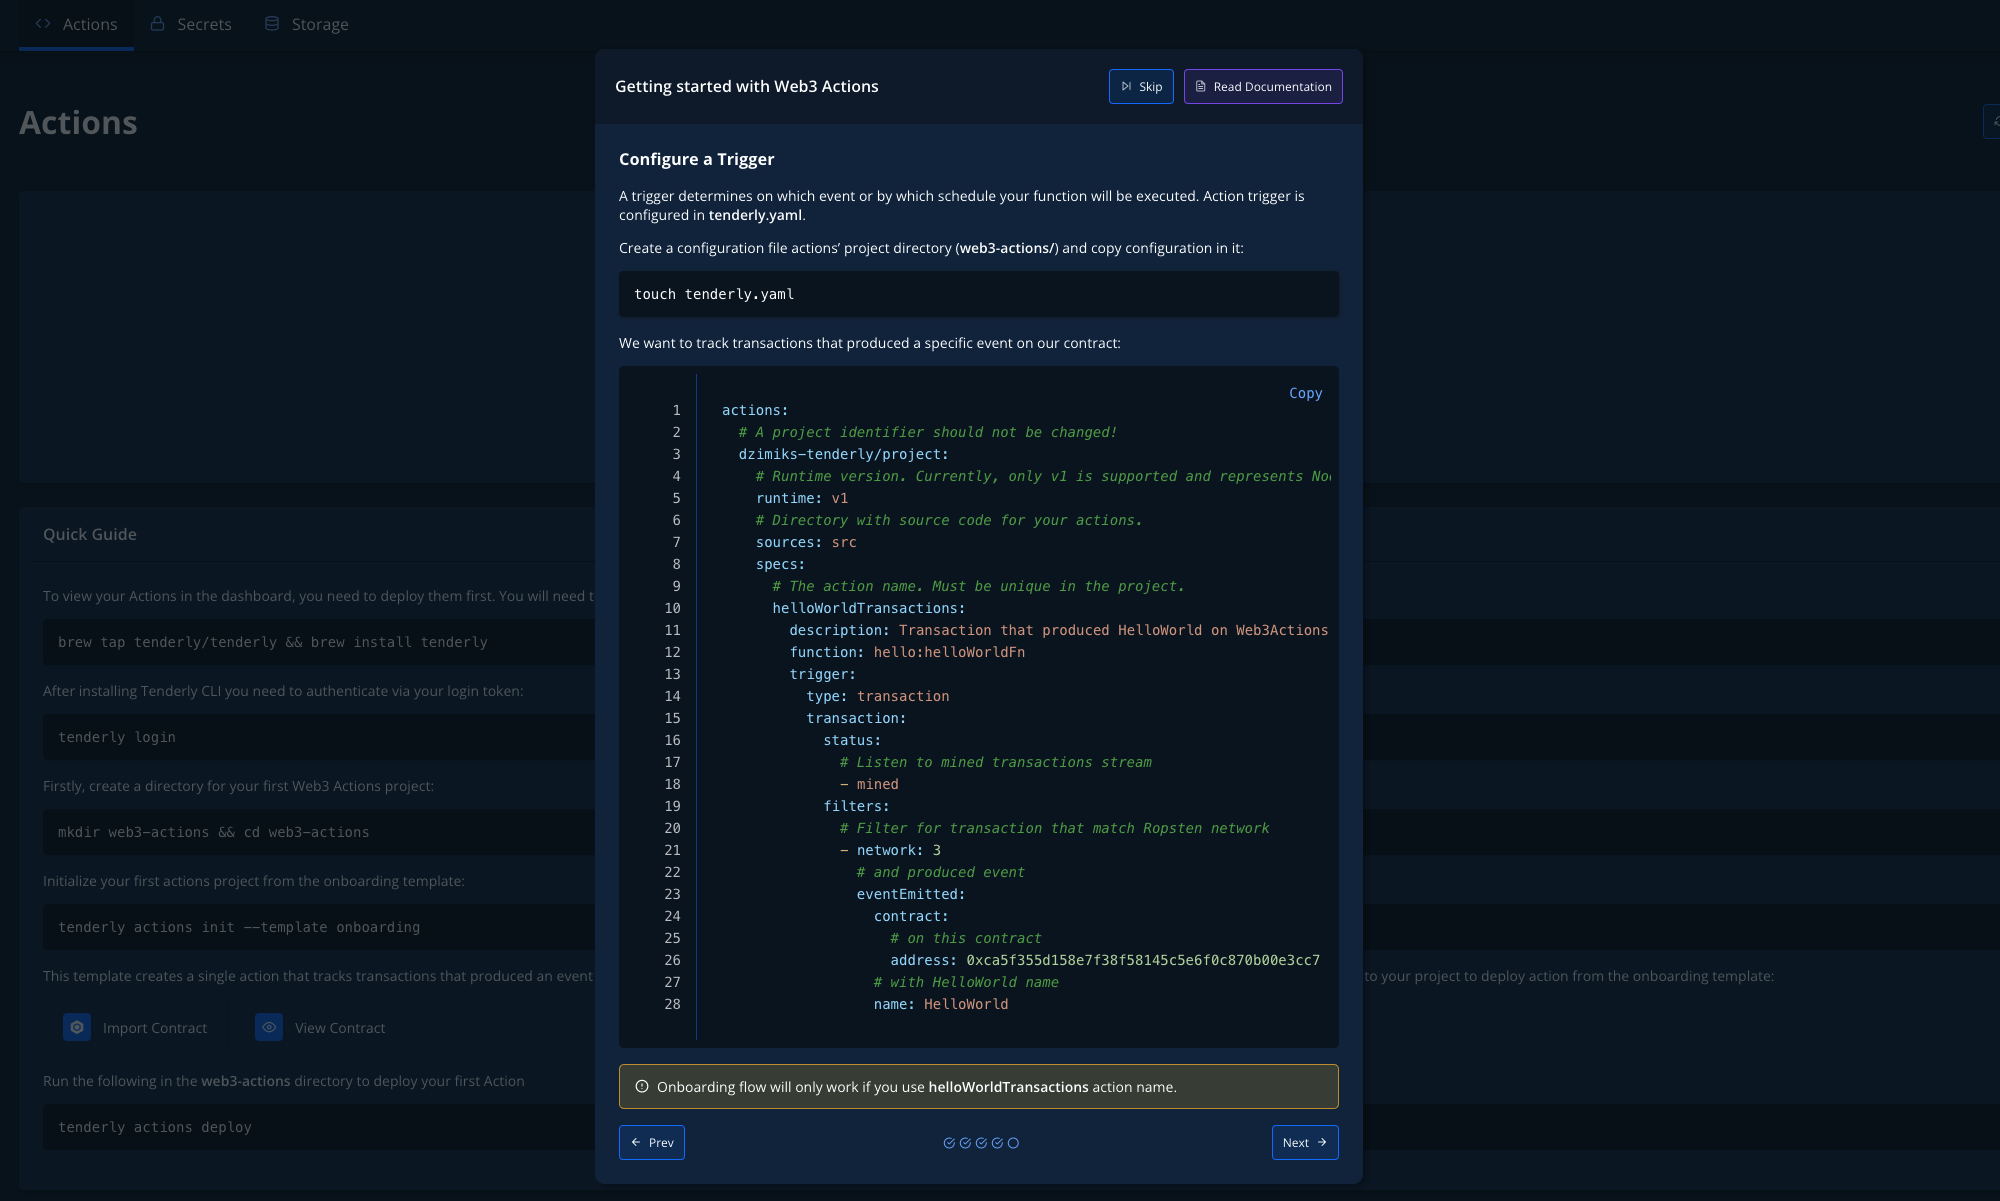 Actions
Secrets
Storage
Actions
Getting started with Web3 Actions
Skip
Read Documentation
Configure a Trigger
A trigger determines on which event or by which schedule your function will be executed. Action trigger is
configured in tenderly.yaml.
Create a configuration file actions’ project directory (web3-actions/) and copy configuration in it:
touch tenderly.yaml
We want to track transactions that produced a specific event on our contract:
Copy
1 actions:
2 # A project identifier should not be changed!
3 dzimiks-tenderly/project:
4 # Runtime version. Currently, only v1 is supported and represents
5 runtime: v1
6 # Directory with source code for your actions.
7 sources: src
8 specs:
9 # The action name. Must be unique in the project.
10 helloWorldTransactions:
11 description: Transaction that produced HelloWorld on Web3Actions
12 function: hello:helloWorldFn
13 trigger:
14 type: transaction
15 transaction:
16 status:
17 # Listen to mined transactions stream
18 - mined
19 filters:
20 # Filter for transaction that match Ropsten network
21 - network: 3
22 # and produced event
23 eventEmitted:
24 contract:
25 # on this contract
26 address: 0xca5f355d158e7f38f58145c5e6f0c870b00e3cc7
27 # with HelloWorld name
28 name: HelloWorld
Onboarding flow will only work if you use helloWorldTransactions action name.
Prev
Next
Quick Guide
To view your Actions in the dashboard, you need to deploy them first. You will need
brew tap tenderly/tenderly && brew install tenderly
After installing Tenderly CLI you need to authenticate via your login token:
tenderly login
Firstly, create a directory for your first Web3 Actions project:
mkdir web3-actions && cd web3-actions
Initialize your first actions project from the onboarding template:
tenderly actions init --template onboarding
This template creates a single action that tracks transactions that produced an event to your project to deploy action from the onboarding template:
Import Contract
View Contract
Run the following in the web3-actions directory to deploy your first Action
tenderly actions deploy